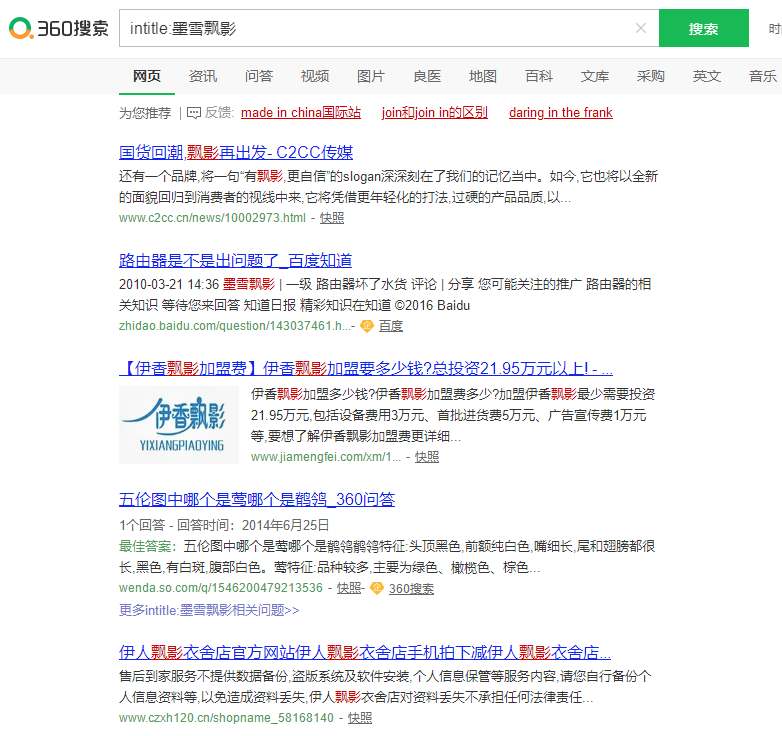 360搜索
intitle:墨雪飘影
搜索
时
网页 资讯 问答 视频 图片 良医 地图 百科 文库 采购 英文 音乐
为您推荐 | 反馈: made in china国际站 join和join in的区别 daring in the frank
国货回潮,飘影再出发- C2CC传媒
还有一个品牌,将一句“有飘影,更自信”的slogan深深刻在了我们的记忆当中。如今,它也将以全新
的面貌回归到消费者的视线中来,它将凭借更年轻化的打法,过硬的产品品质,以...
www.c2cc.cn/news/10002973.html - 快照
路由器是不是出问题了_百度知道
2010-03-21 14:36 墨雪飘影 | 一级 路由器坏了水货 评论 | 分享 您可能关注的推广 路由器的相
关知识 等待您来回答 知道日报 精彩知识在知道 ©2016 Baidu
zhidao.baidu.com/question/143037461.h...- 百度
【伊香飘影加盟费】伊香飘影加盟要多少钱?总投资21.95万元以上! - ...
伊香飘影
YIXIANGPIAOYING
伊香飘影加盟多少钱?伊香飘影加盟费多少?加盟伊香飘影最少需要投资
21.95万元,包括设备费用3万元、首批进货费5万元、广告宣传费1万元
等,要想了解伊香飘影加盟费更详细...
www.jiamengfei.com/xm/1... - 快照
五伦图中哪个是莺哪个是鹡鸰_360问答
1个回答 - 回答时间：2014年6月25日
最佳答案：五伦图中哪个是莺哪个是鹡鸰鹡鸰特征:头顶黑色,前额纯白色,嘴细长,尾和翅膀都很
长,黑色,有白斑,腹部白色。莺特征:品种较多,主要为绿色、橄榄色、棕色...
wenda.so.com/q/1546200479213536 - 快照- 360搜索
更多intitle:墨雪飘影相关问题>>
伊人飘影衣舍店官方网站伊人飘影衣舍店手机拍下减伊人飘影衣舍店...
售后到家服务不提供数据备份,盗版系统及软件安装,个人信息保管等服务内容,请您自行备份个
人信息资料等,以免造成资料丢失,伊人飘影衣舍店对资料丢失不承担任何法律责任...
www.czxh120.cn/shopname_58168140 - 快照